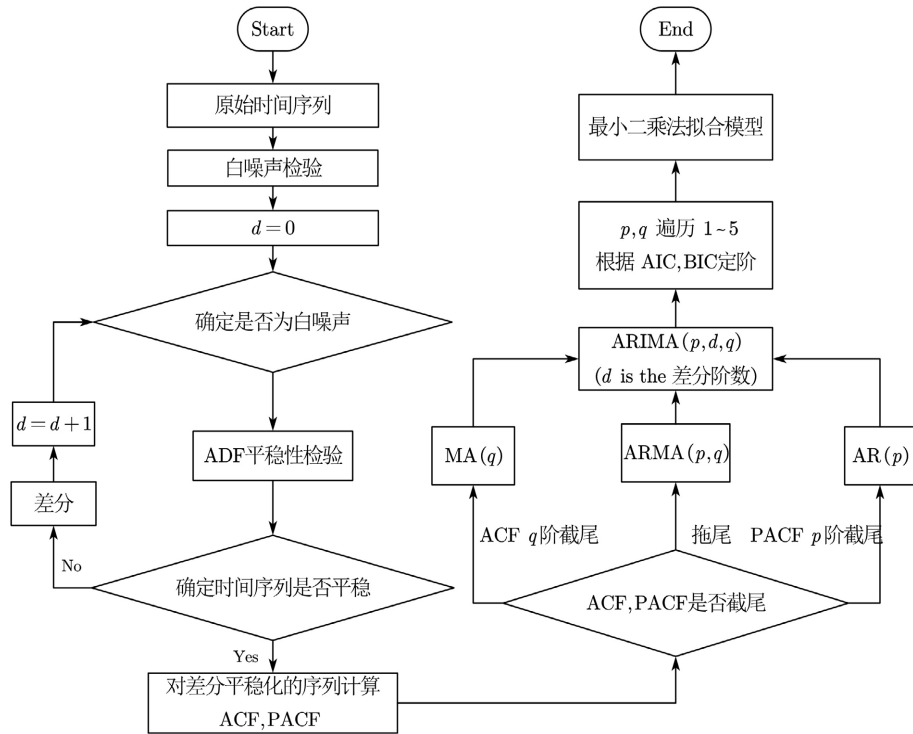 Start
原始时间序列
白噪声检验
d=0
确定是否为白噪声
ADF平稳性检验
确定时间序列是否平稳
No
差分
d=d+1
Yes
对差分平稳化的序列计算
ACF,PACF
ACF,PACF是否截尾
ACF q阶截尾
拖尾
PACF p阶截尾
MA(q)
ARMA(p,q)
AR(p)
ARIMA(p,d,q)
(d is the 差分阶数)
p,q 遍历 1~5
根据 AIC,BIC定阶
最小二乘法拟合模型
End